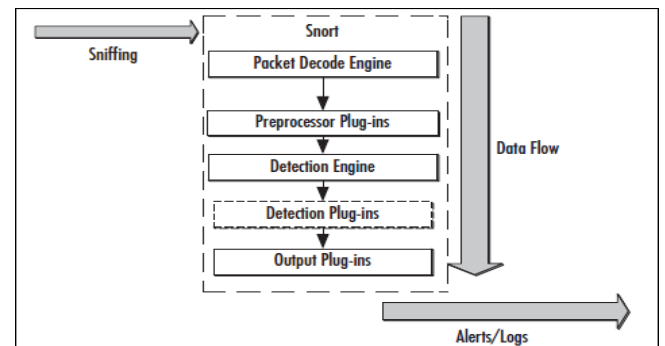 Snort
Sniffing
Packet Decode Engine
Preprocessor Plug-ins
Detection Engine
Detection Plug-ins
Output Plug-ins
Data Flow
Alerts/Logs